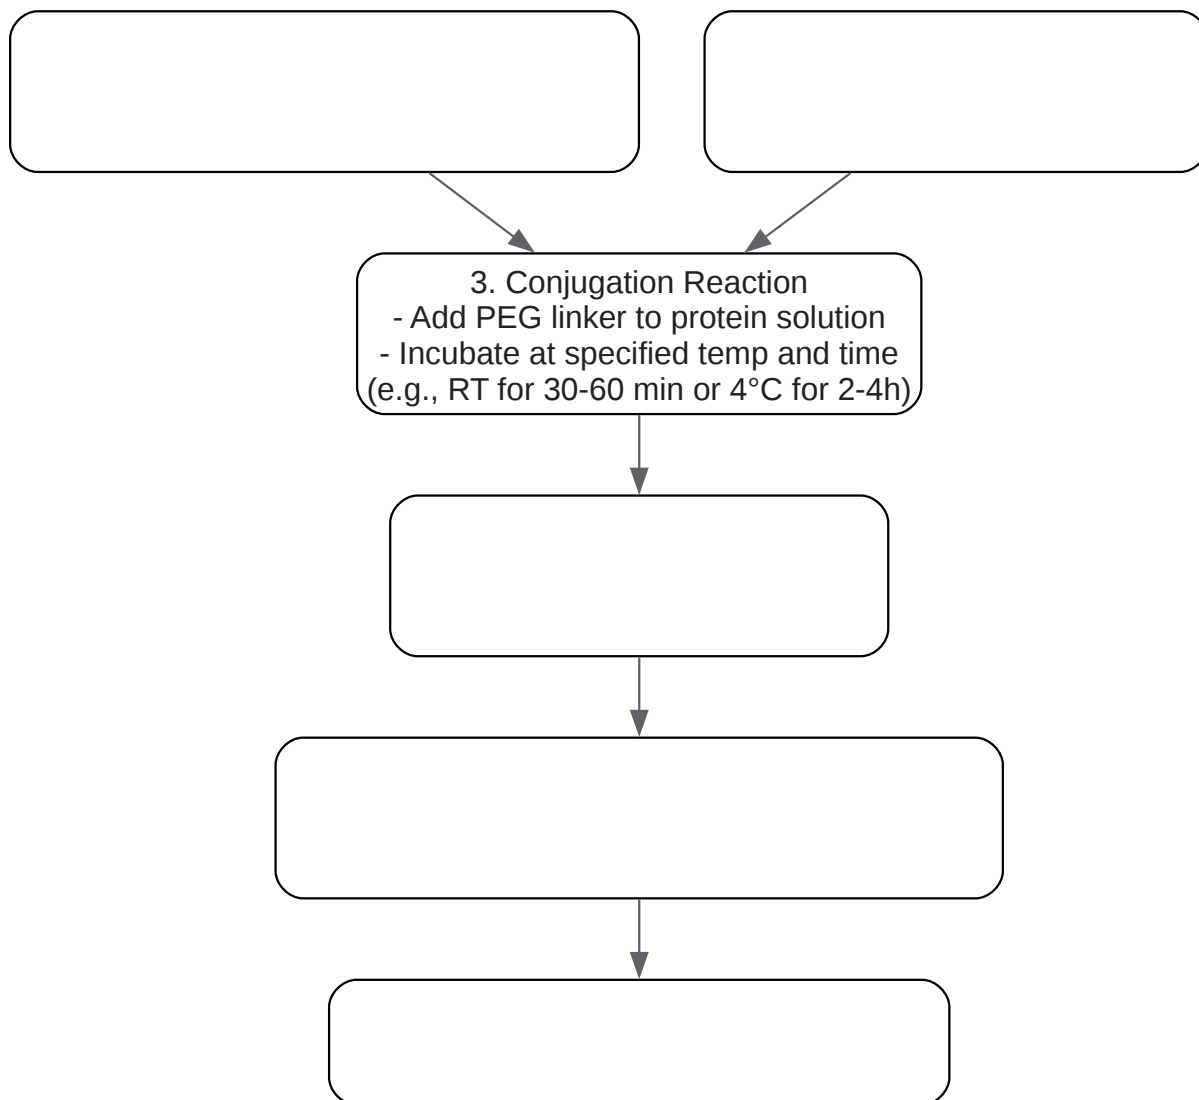 3. Conjugation Reaction
- Add PEG linker to protein solution
- Incubate at specified temp and time
(e.g., RT for 30-60 min or 4°C for 2-4h)